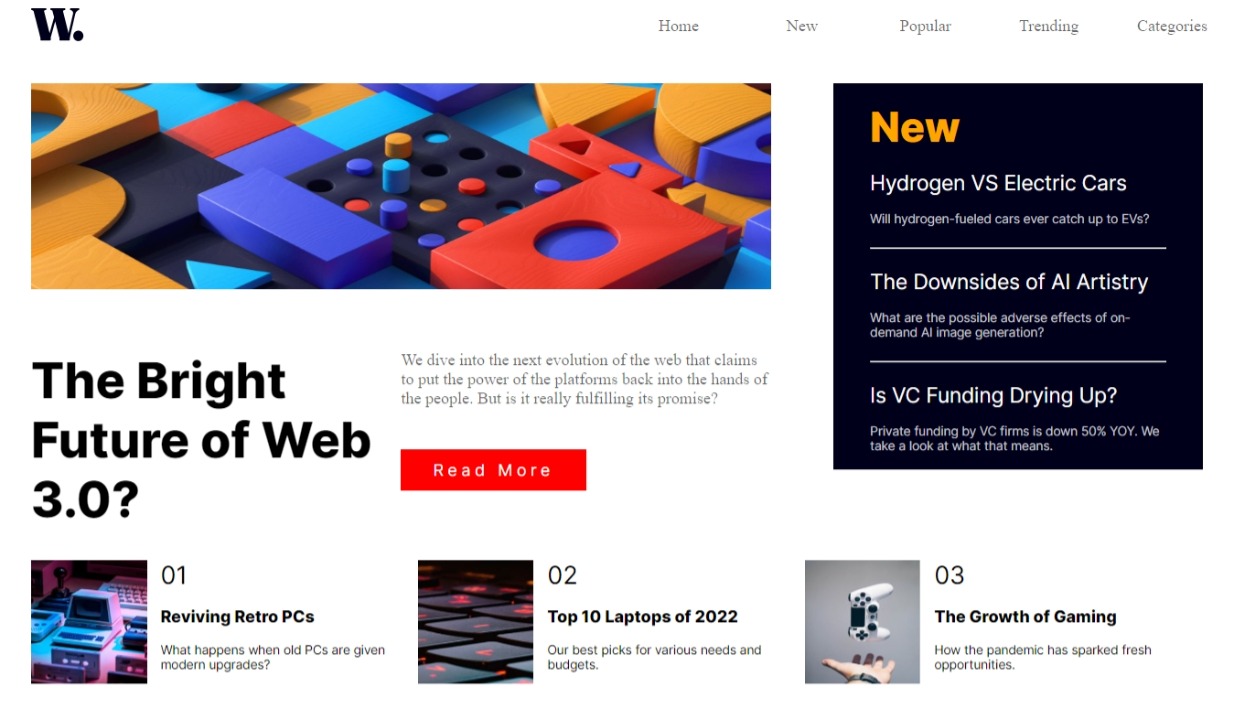 W.
Home New Popular Trending Categories
New
Hydrogen VS Electric Cars
Will hydrogen-fueled cars ever catch up to EVs?
The Downsides of AI Artistry
What are the possible adverse effects of on-
demand AI image generation?
Is VC Funding Drying Up?
Private funding by VC firms is down 50% YOY. We
take a look at what that means.
The Bright
Future of Web
3.0?
We dive into the next evolution of the web that claims
to put the power of the platforms back into the hands of
the people. But is it really fulfilling its promise?
Read More
01
Reviving Retro PCs
What happens when old PCs are given
modern upgrades?
02
Top 10 Laptops of 2022
Our best picks for various needs and
budgets.
03
The Growth of Gaming
How the pandemic has sparked fresh
opportunities.